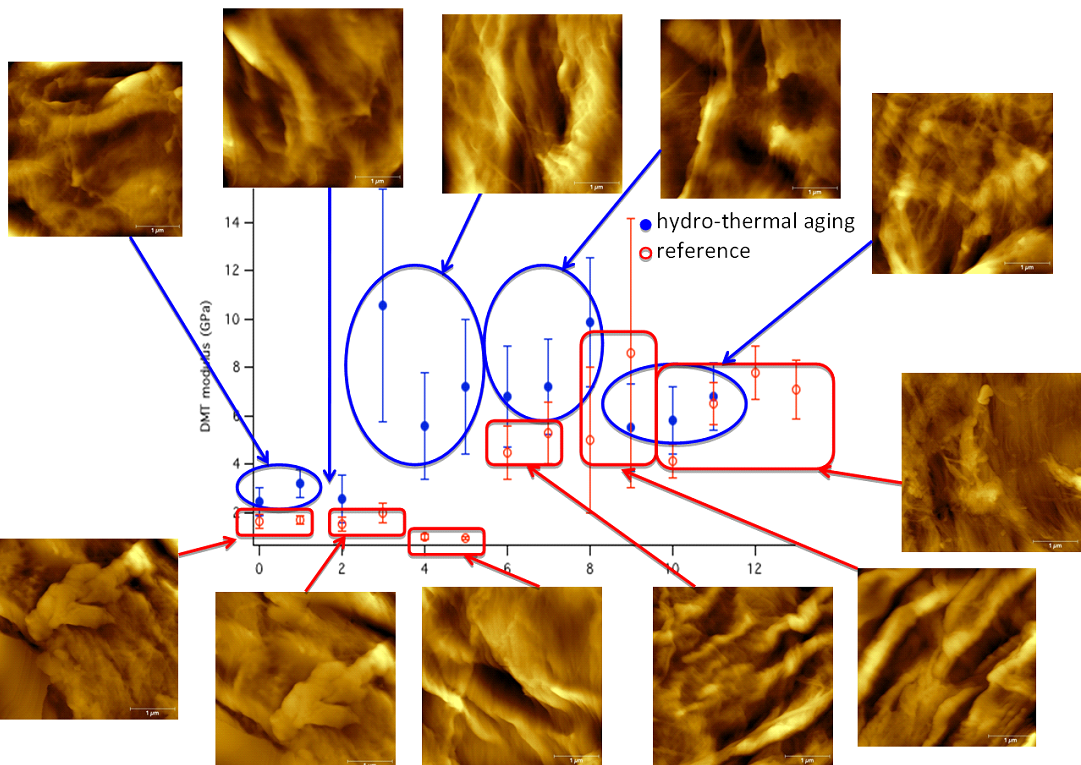 1 µm
1 µm
1 µm
1 µm
1 µm
hydro-thermal aging
reference
DMT modulus (GPa)
14
12
10
8
6
4
2
0
2
4
6
8
10
12
1 µm
1 µm
1 µm
1 µm
1 µm
1 µm